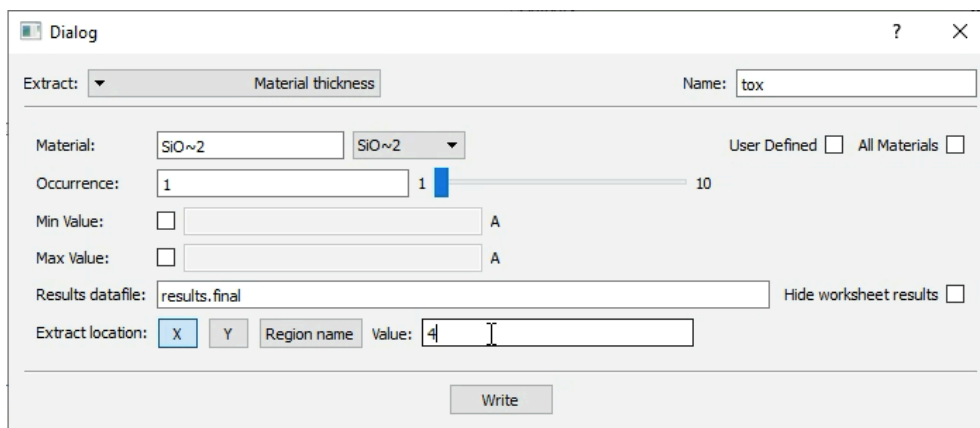 Dialog ?
Extract: Material thickness Name: tox
Material: SiO~2 SiO~2 User Defined All Materials
Occurrence: 1 1 10
Min Value: A
Max Value: A
Results datafile: results.final Hide worksheet results
Extract location: X Y Region name Value: 4
Write